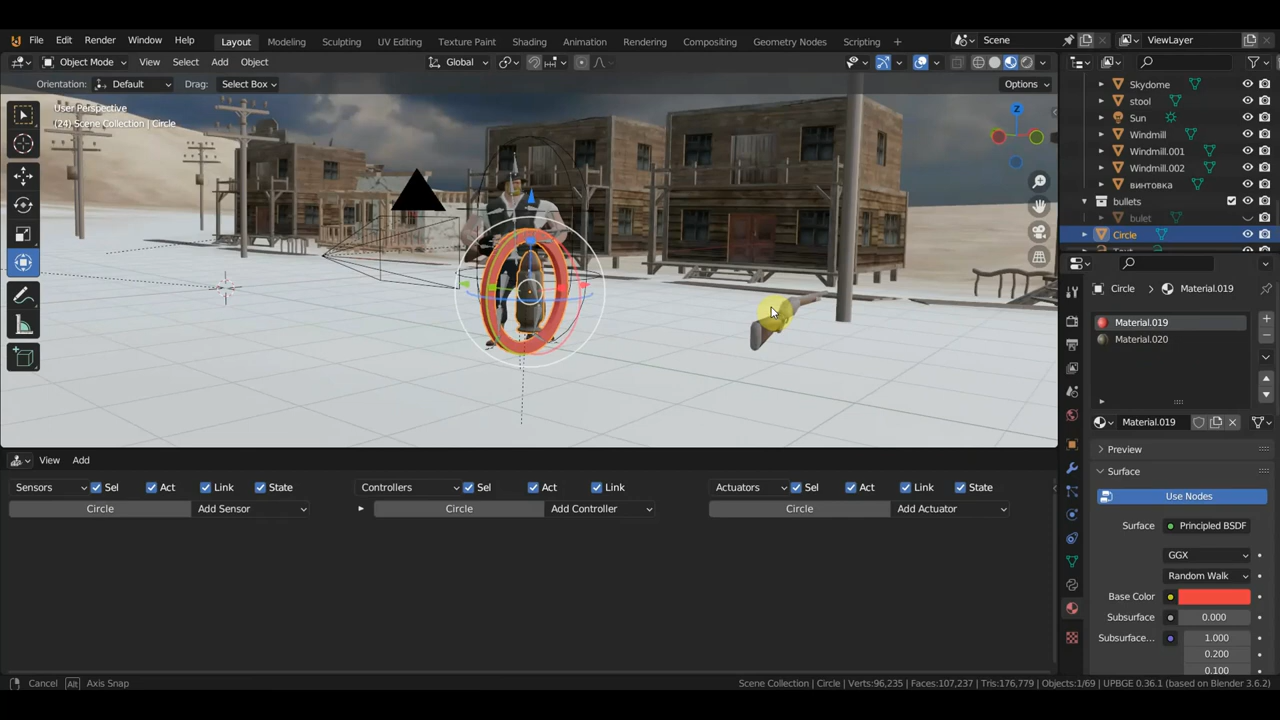 File Edit Render Window Help Layout Modeling Sculpting UV Editing Texture Paint Shading Animation Rendering Compositing Geometry Nodes Scripting + Scene ViewLayer
Object Mode View Select Add Object Global
Orientation: Default Drag: Select Box Options
User Perspective
(24) Scene Collection | Circle
Z
Skydome
stool
Sun
Windmill
Windmill.001
Windmill.002
винтовка
bullets
bulet
Circle
Circle > Material.019
Material.019
Material.020
Material.019
Preview
Surface
Use Nodes
Surface Principled BSDF
GGX
Random Walk
Base Color
Subsurface 0.000
Subsurface... 1.000
0.200
0.100
View Add
Sensors Sel Act Link State Controllers Sel Act Link Actuators Sel Act Link State
Circle Add Sensor Circle Add Controller Circle Add Actuator
Cancel Alt Axis Snap Scene Collection | Circle | Verts:96,235 | Faces:107,237 | Tris:176,779 | Objects:1/69 | UPBGE 0.36.1 (based on Blender 3.6.2)